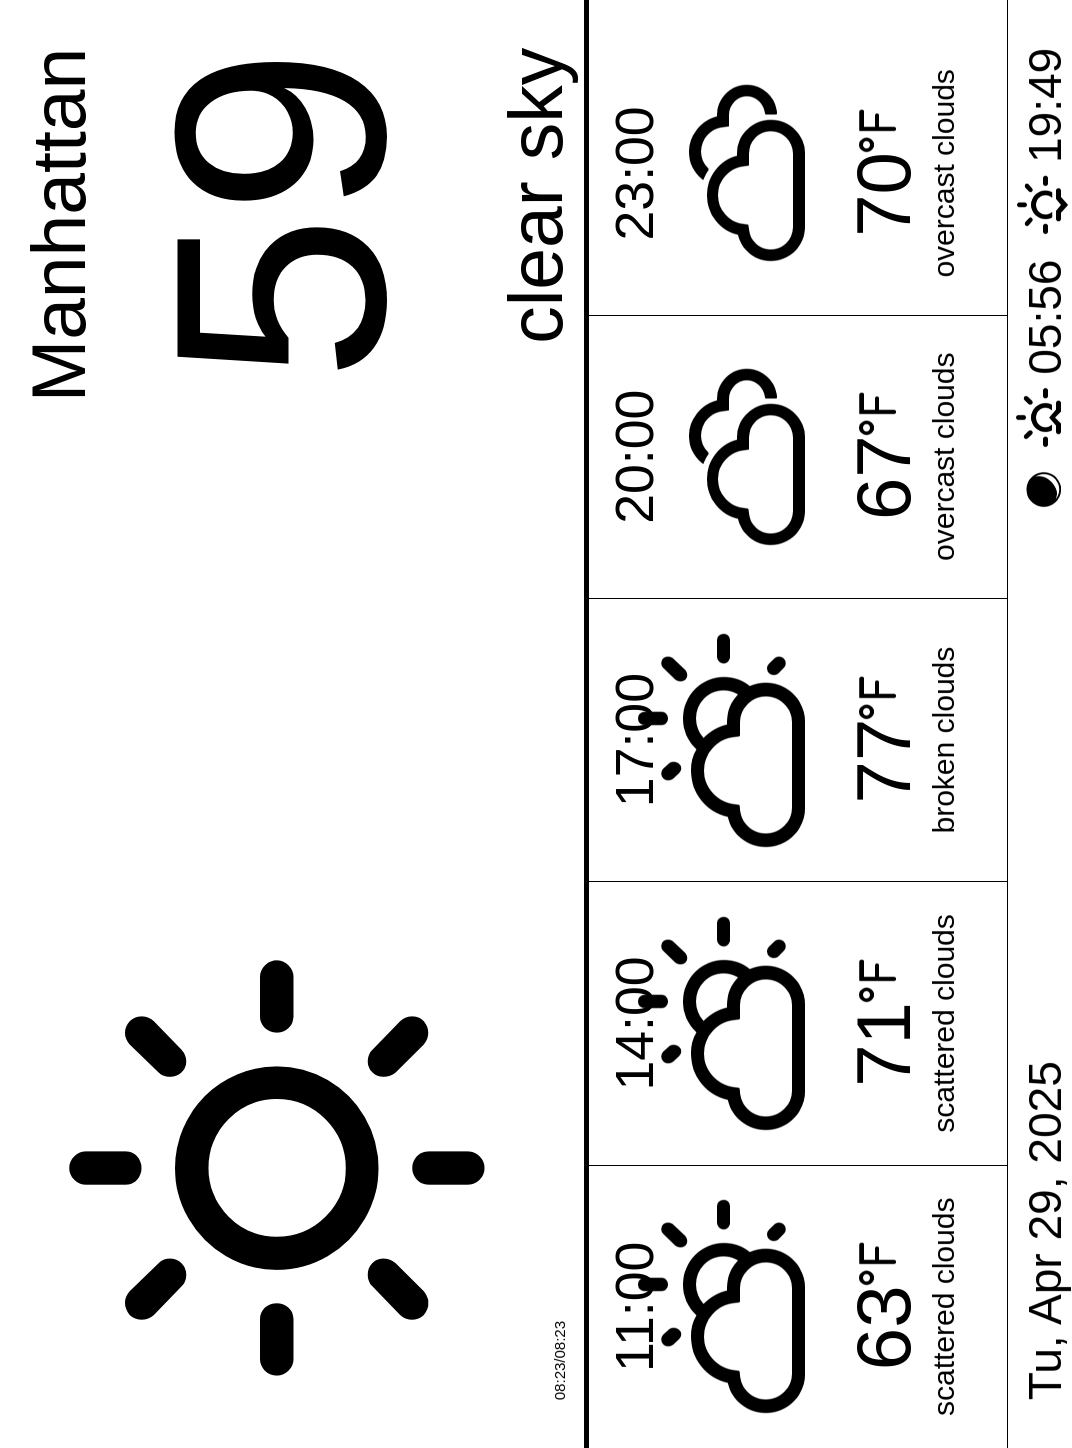 Manhattan
59
clear sky
08:23/08:23
11:00 14:00 17:00 20:00 23:00
63°F 71°F 77°F 67°F 70°F
scattered clouds scattered clouds broken clouds overcast clouds overcast clouds
Tu, Apr 29, 2025 05:56 19:49